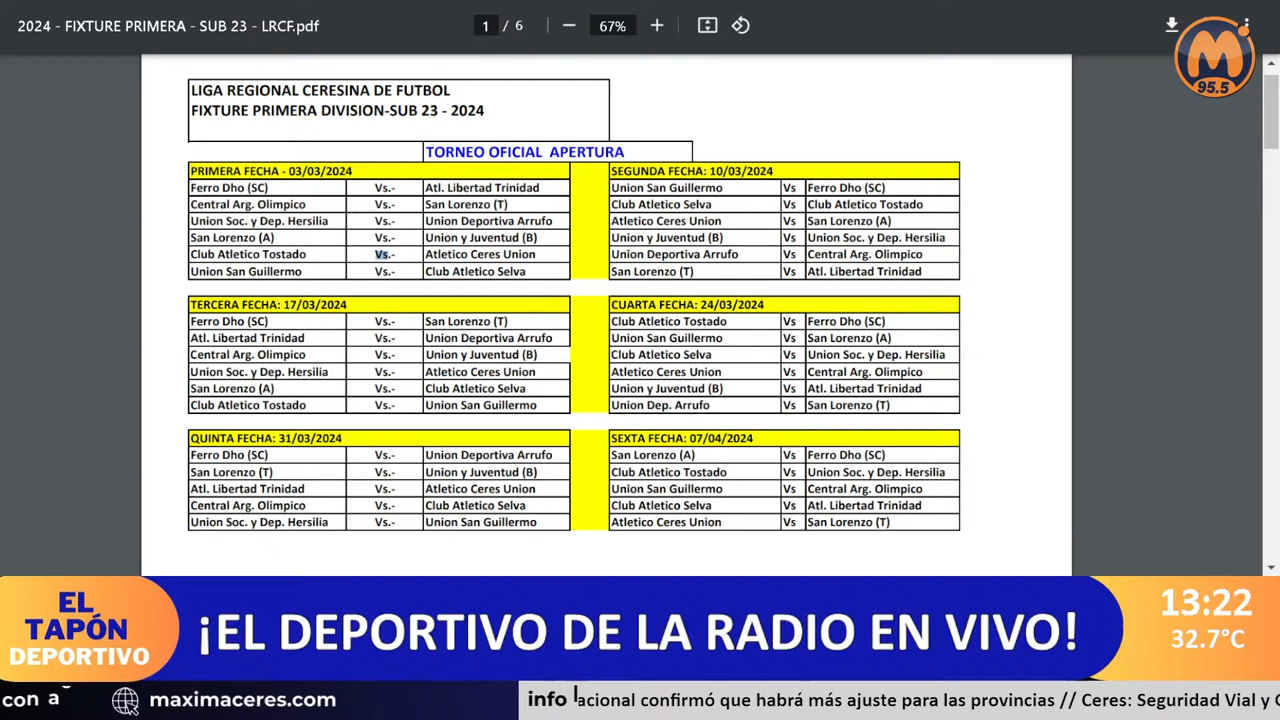 2024 - FIXTURE PRIMERA - SUB 23 - LRCF.pdf 1 / 6 67%
M
95.5
LIGA REGIONAL CERESINA DE FUTBOL
FIXTURE PRIMERA DIVISION-SUB 23 - 2024
TORNEO OFICIAL APERTURA
PRIMERA FECHA - 03/03/2024
Ferro Dho (SC) Vs.- Atl. Libertad Trinidad
Central Arg. Olimpico Vs.- San Lorenzo (T)
Union Soc. y Dep. Hersilia Vs.- Union Deportiva Arrufo
San Lorenzo (A) Vs.- Union y Juventud (B)
Club Atletico Tostado Vs.- Atletico Ceres Union
Union San Guillermo Vs.- Club Atletico Selva
SEGUNDA FECHA: 10/03/2024
Union San Guillermo Vs Ferro Dho (SC)
Club Atletico Selva Vs Club Atletico Tostado
Atletico Ceres Union Vs San Lorenzo (A)
Union y Juventud (B) Vs Union Soc. y Dep. Hersilia
Union Deportiva Arrufo Vs Central Arg. Olimpico
San Lorenzo (T) Vs Atl. Libertad Trinidad
TERCERA FECHA: 17/03/2024
Ferro Dho (SC) Vs.- San Lorenzo (T)
Atl. Libertad Trinidad Vs.- Union Deportiva Arrufo
Central Arg. Olimpico Vs.- Union y Juventud (B)
Union Soc. y Dep. Hersilia Vs.- Atletico Ceres Union
San Lorenzo (A) Vs.- Club Atletico Selva
Club Atletico Tostado Vs.- Union San Guillermo
CUARTA FECHA: 24/03/2024
Club Atletico Tostado Vs Ferro Dho (SC)
Union San Guillermo Vs San Lorenzo (A)
Club Atletico Selva Vs Union Soc. y Dep. Hersilia
Atletico Ceres Union Vs Central Arg. Olimpico
Union y Juventud (B) Vs Atl. Libertad Trinidad
Union Dep. Arrufo Vs San Lorenzo (T)
QUINTA FECHA: 31/03/2024
Ferro Dho (SC) Vs.- Union Deportiva Arrufo
San Lorenzo (T) Vs.- Union y Juventud (B)
Atl. Libertad Trinidad Vs.- Atletico Ceres Union
Central Arg. Olimpico Vs.- Club Atletico Selva
Union Soc. y Dep. Hersilia Vs.- Union San Guillermo
SEXTA FECHA: 07/04/2024
San Lorenzo (A) Vs Ferro Dho (SC)
Club Atletico Tostado Vs Union Soc. y Dep. Hersilia
Union San Guillermo Vs Central Arg. Olimpico
Club Atletico Selva Vs Atl. Libertad Trinidad
Atletico Ceres Union Vs San Lorenzo (T)
EL
TAPÓN
DEPORTIVO
¡EL DEPORTIVO DE LA RADIO EN VIVO!
13:22
32.7°C
con a
maximaceres.com
info acional confirmó que habrá más ajuste para las provincias // Ceres: Seguridad Vial y